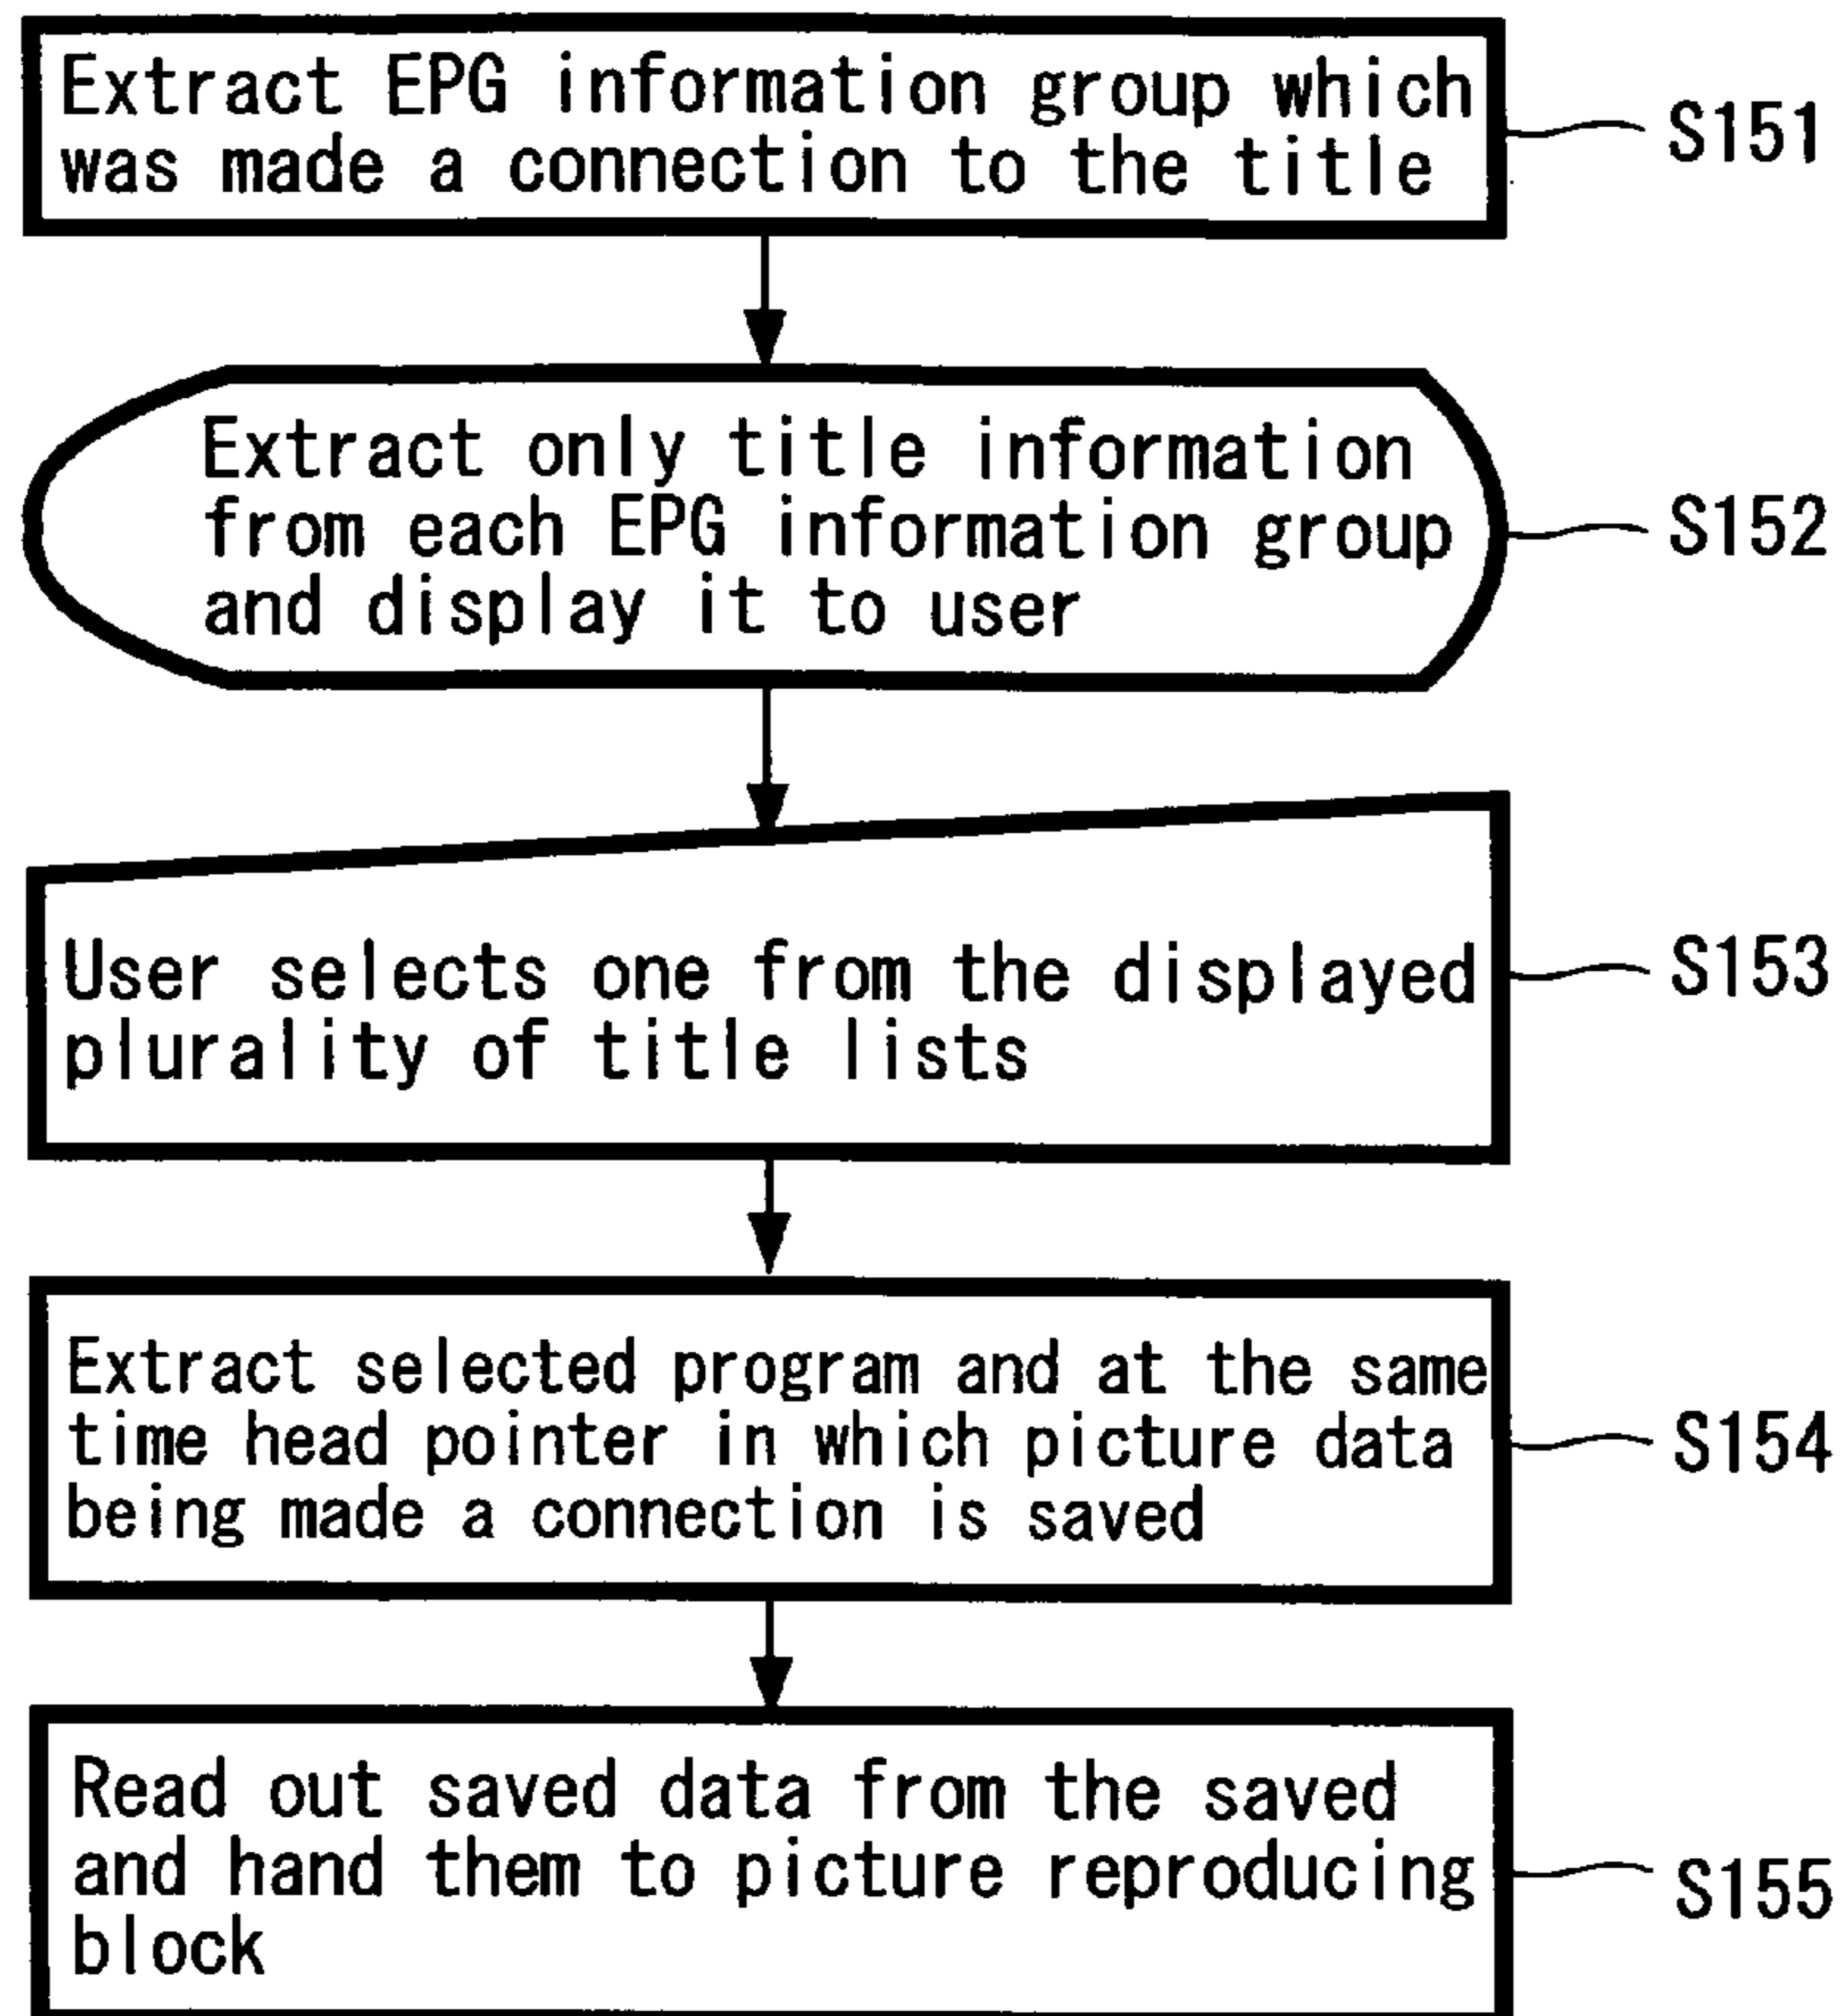 Extract EPG information group which
was made a connection to the title
S151
Extract only title information
from each EPG information group
and display it to user
S152
User selects one from the displayed
plurality of title lists
S153
Extract selected program and at the same
time head pointer in which picture data
being made a connection is saved
S154
Read out saved data from the saved
and hand them to picture reproducing
block
S155